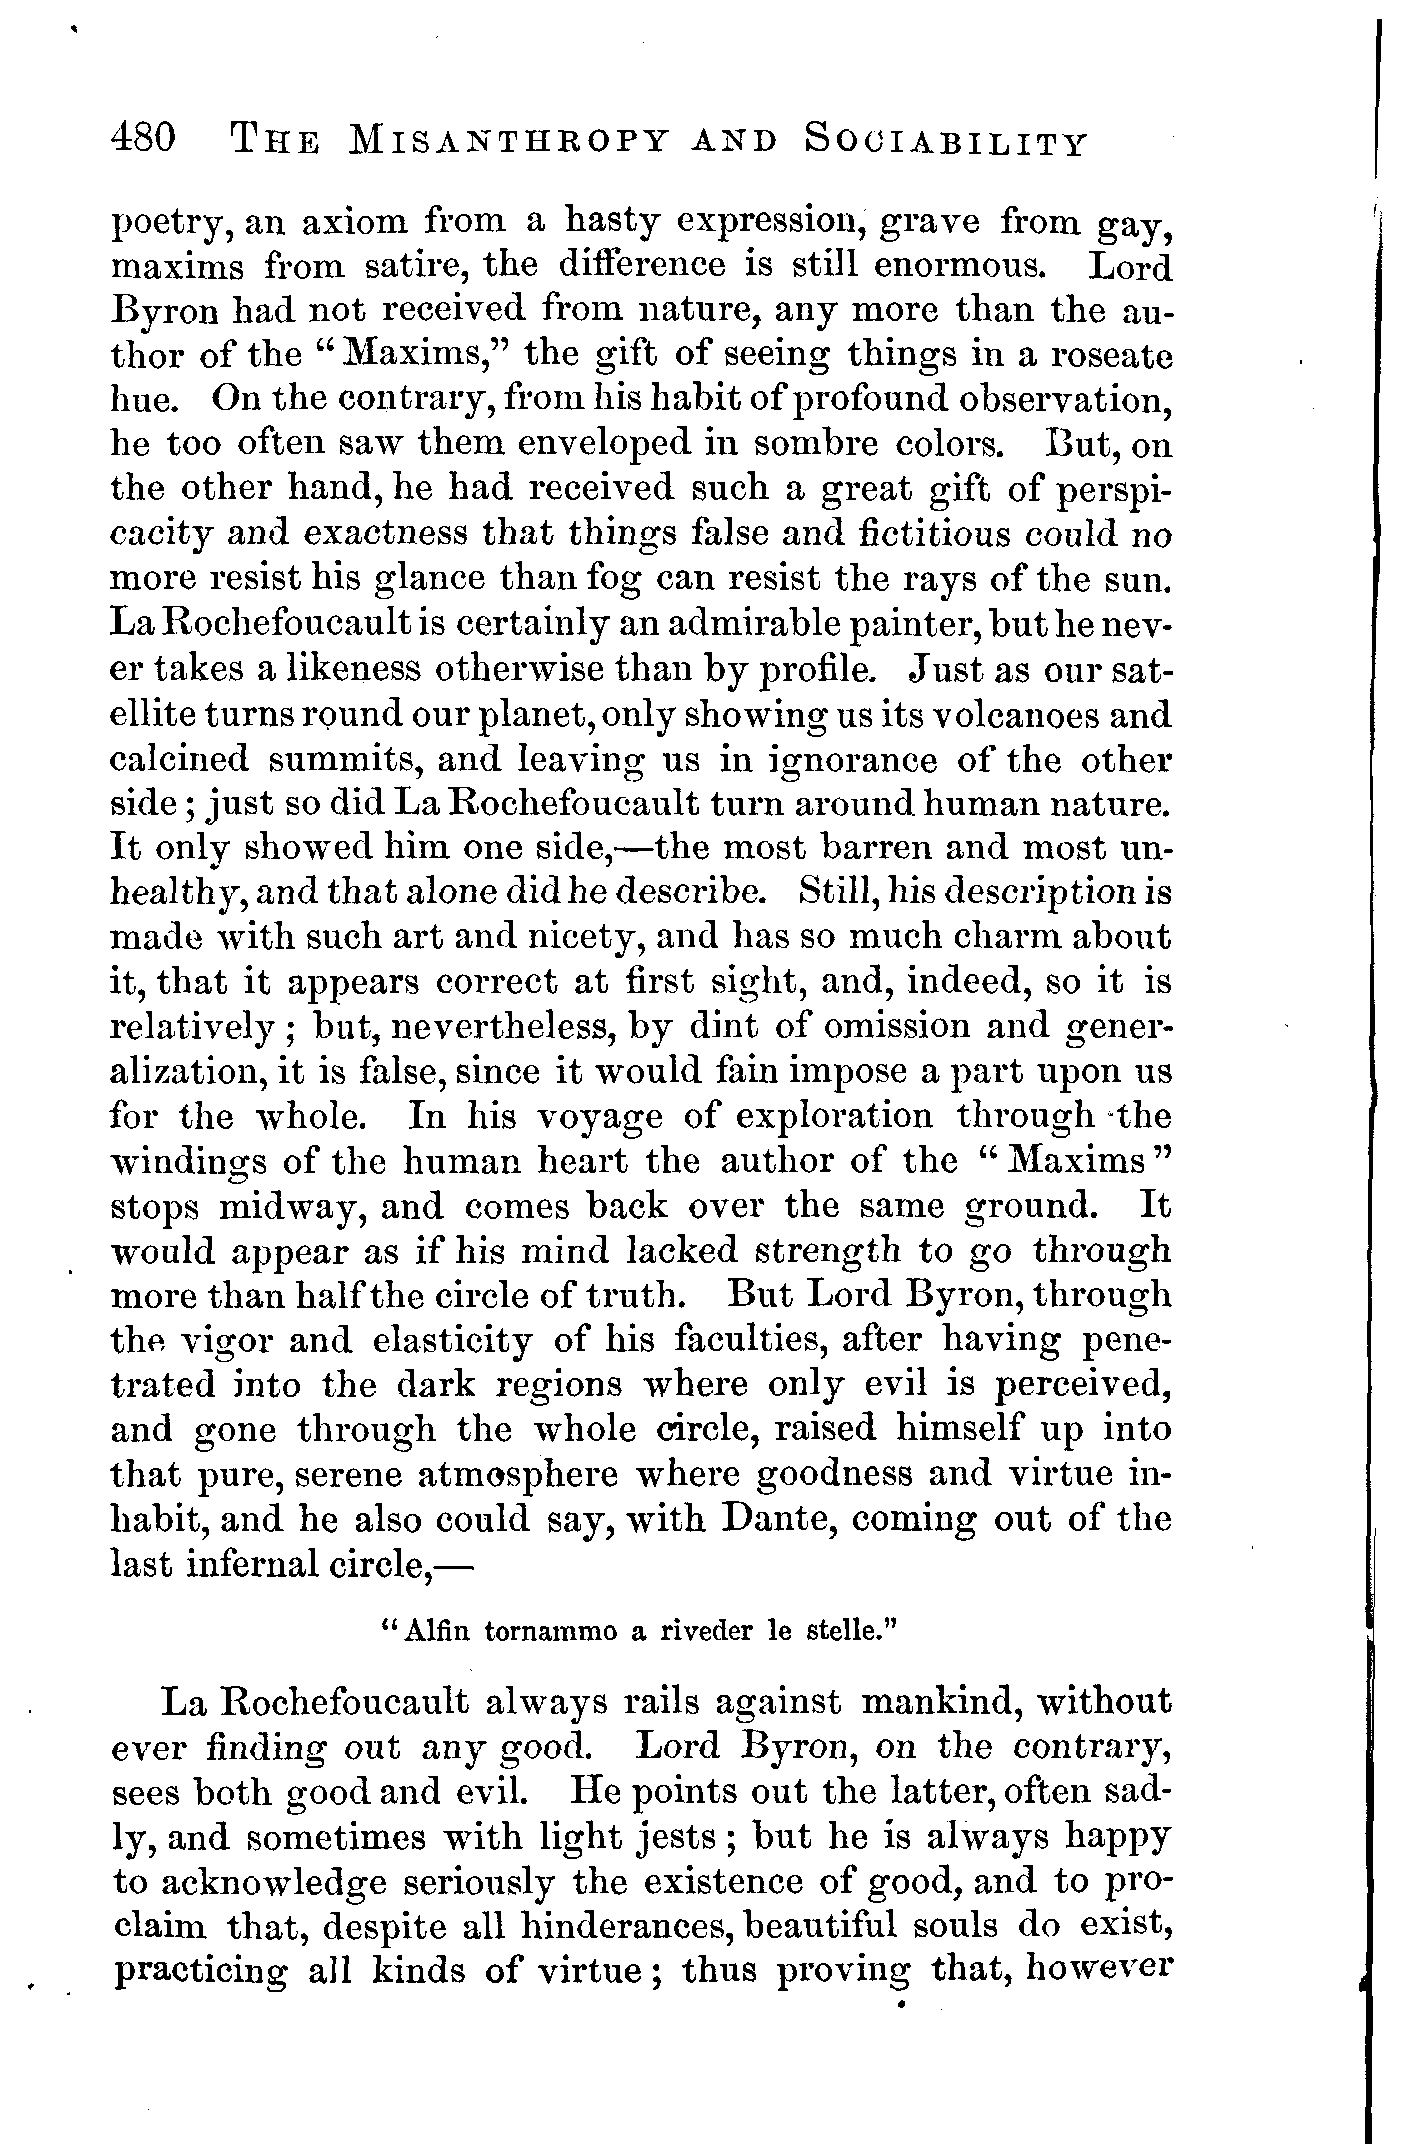 480 THE MISANTHROPY AND SOCIABILITY
poetry, an axiom from a hasty expression, grave from gay,
maxims from satire, the difference is still enormous. Lord
Byron had not received from nature, any more than the au-
thor of the “Maxims,” the gift of seeing things in a roseate
hue. On the contrary, from his habit of profound observation,
he too often saw them enveloped in sombre colors. But, on
the other hand, he had received such a great gift of perspi-
cacity and exactness that things false and fictitious could no
more resist his glance than fog can resist the rays of the sun.
La Rochefoucault is certainly an admirable painter, but he nev-
er takes a likeness otherwise than by profile. Just as our sat-
ellite turns round our planet, only showing us its volcanoes and
calcined summits, and leaving us in ignorance of the other
side; just so did La Rochefoucault turn around human nature.
It only showed him one side,—the most barren and most un-
healthy, and that alone did he describe. Still, his description is
made with such art and nicety, and has so much charm about
it, that it appears correct at first sight, and, indeed, so it is
relatively; but, nevertheless, by dint of omission and gener-
alization, it is false, since it would fain impose a part upon us
for the whole. In his voyage of exploration through the
windings of the human heart the author of the “Maxims”
stops midway, and comes back over the same ground. It
would appear as if his mind lacked strength to go through
more than half the circle of truth. But Lord Byron, through
the vigor and elasticity of his faculties, after having pene-
trated into the dark regions where only evil is perceived,
and gone through the whole circle, raised himself up into
that pure, serene atmosphere where goodness and virtue in-
habit, and he also could say, with Dante, coming out of the
last infernal circle,—
“Alfin tornammo a riveder le stelle.”
La Rochefoucault always rails against mankind, without
ever finding out any good. Lord Byron, on the contrary,
sees both good and evil. He points out the latter, often sad-
ly, and sometimes with light jests; but he is always happy
to acknowledge seriously the existence of good, and to pro-
claim that, despite all hinderances, beautiful souls do exist,
practicing all kinds of virtue; thus proving that, however